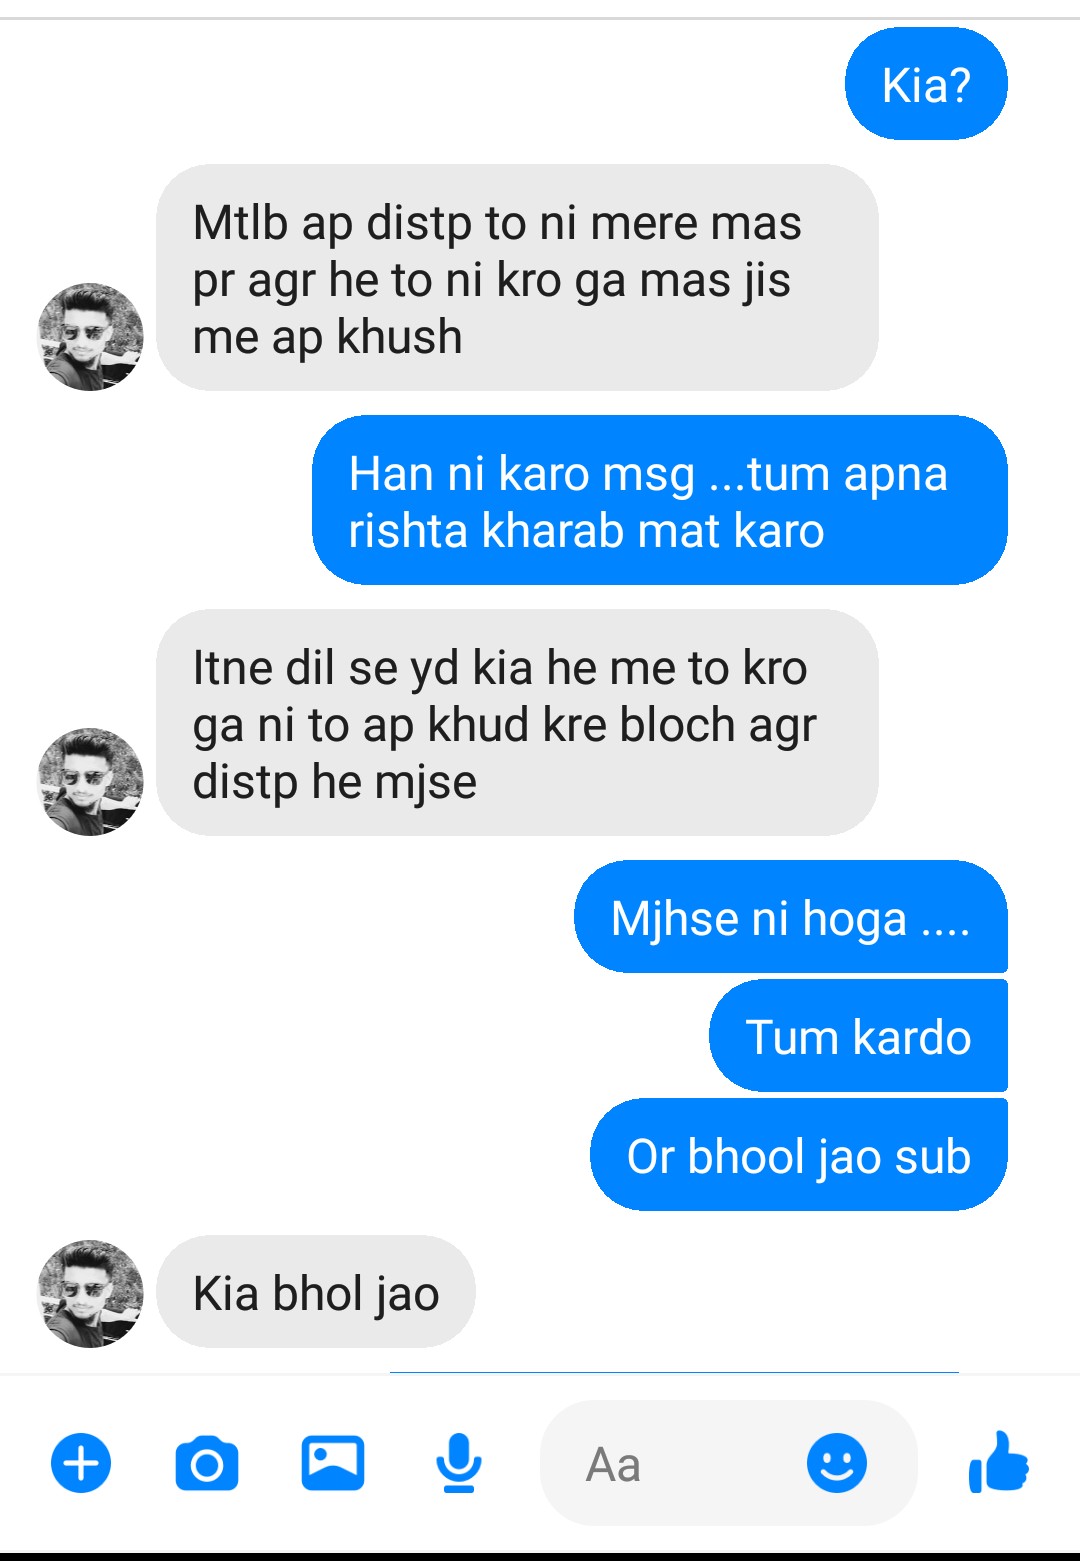 Kia?
Mtlb ap distp to ni mere mas
pr agr he to ni kro ga mas jis
me ap khush
Han ni karo msg ...tum apna
rishta kharab mat karo
Itne dil se yd kia he me to kro
ga ni to ap khud kre bloch agr
distp he mjse
Mjhse ni hoga ....
Tum kardo
Or bhool jao sub
Kia bhol jao
Aa